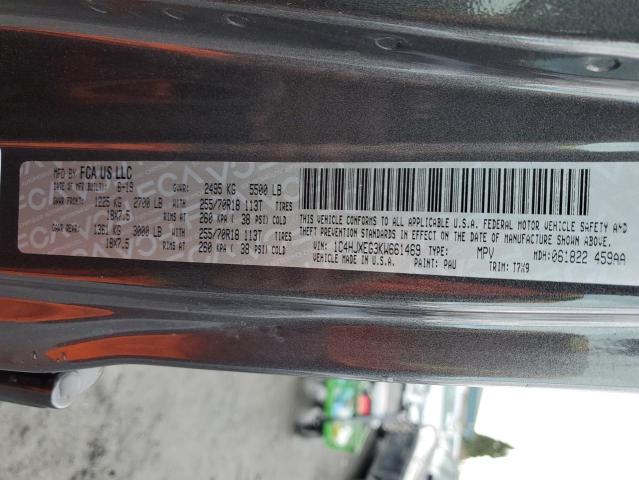 MFD BY: FCA US LLC
DATE OF MFR (BUILT): 6-19 GVWR: 2495 KG 5500 LB
GAWR FRONT: 1225 KG 2700 LB WITH 255/70R18 113T TIRES
18X7.5 RIMS AT 260 KPA ( 38 PSI) COLD
GAWR REAR: 1361 KG 3000 LB WITH 255/70R18 113T TIRES
18X7.5 RIMS AT 260 KPA ( 38 PSI) COLD
THIS VEHICLE CONFORMS TO ALL APPLICABLE U.S.A. FEDERAL MOTOR VEHICLE SAFETY AND
THEFT PREVENTION STANDARDS IN EFFECT ON THE DATE OF MANUFACTURE SHOWN ABOVE.
VIN: 1C4HJXEG3KW661469 TYPE: MPV MDH: 061822 459AA
VEHICLE MADE IN U.S.A. PAINT: PAU TRIM: T7X9